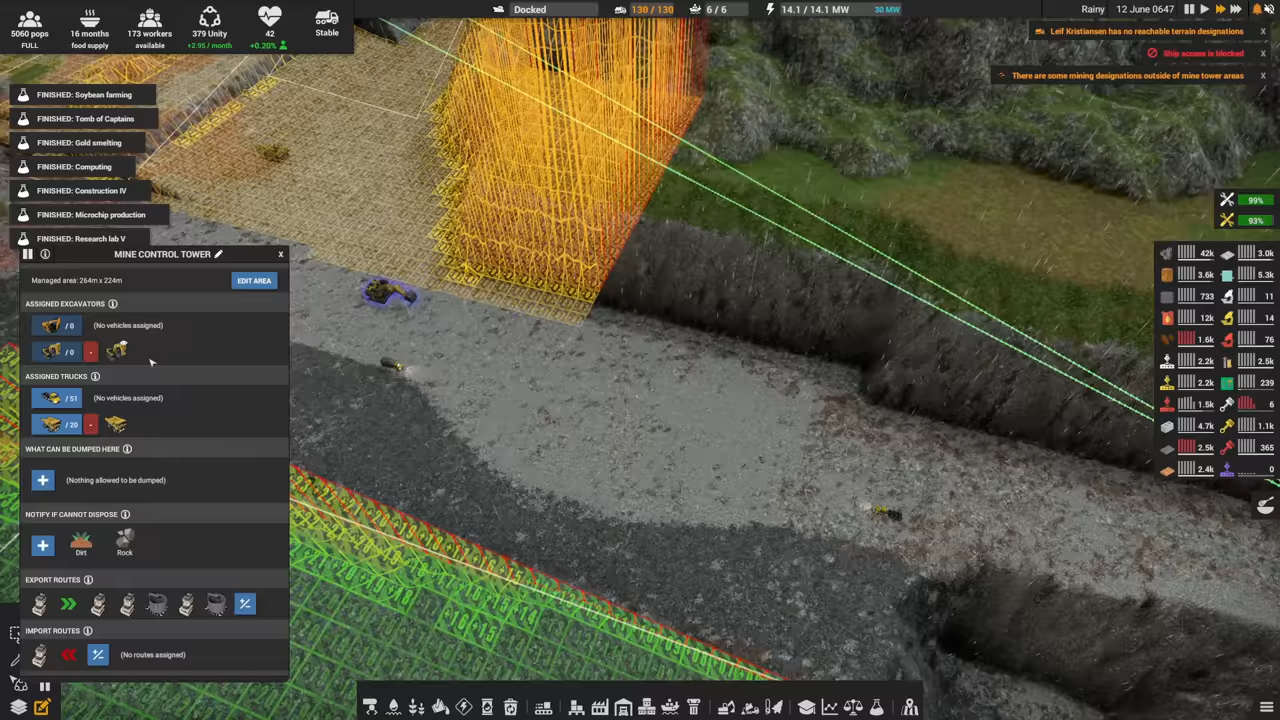 5060 pops
FULL
16 months
food supply
173 workers
available
379 Unity
+2.95 / month
42
+0.20%
Stable
Docked
130 / 130
6 / 6
14.1 / 14.1 MW
30 MW
Rainy
12 June 0647
Leif Kristiansen has no reachable terrain designations
X
Ship access is blocked
X
There are some mining designations outside of mine tower areas
X
FINISHED: Soybean farming
FINISHED: Tomb of Captains
FINISHED: Gold smelting
FINISHED: Computing
FINISHED: Construction IV
FINISHED: Microchip production
FINISHED: Research lab V
MINE CONTROL TOWER
X
Managed area: 264m x 224m
EDIT AREA
ASSIGNED EXCAVATORS
/ 0
(No vehicles assigned)
/ 0
-
ASSIGNED TRUCKS
/ 51
(No vehicles assigned)
/ 20
-
WHAT CAN BE DUMPED HERE
+
(Nothing allowed to be dumped)
NOTIFY IF CANNOT DISPOSE
+
Dirt
Rock
EXPORT ROUTES
IMPORT ROUTES
(No routes assigned)
99%
93%
42k
3.0k
3.6k
5.3k
733
11
12k
14
1.6k
76
2.2k
2.5k
2.2k
239
1.5k
6
4.7k
1.1k
2.5k
365
2.4k
0